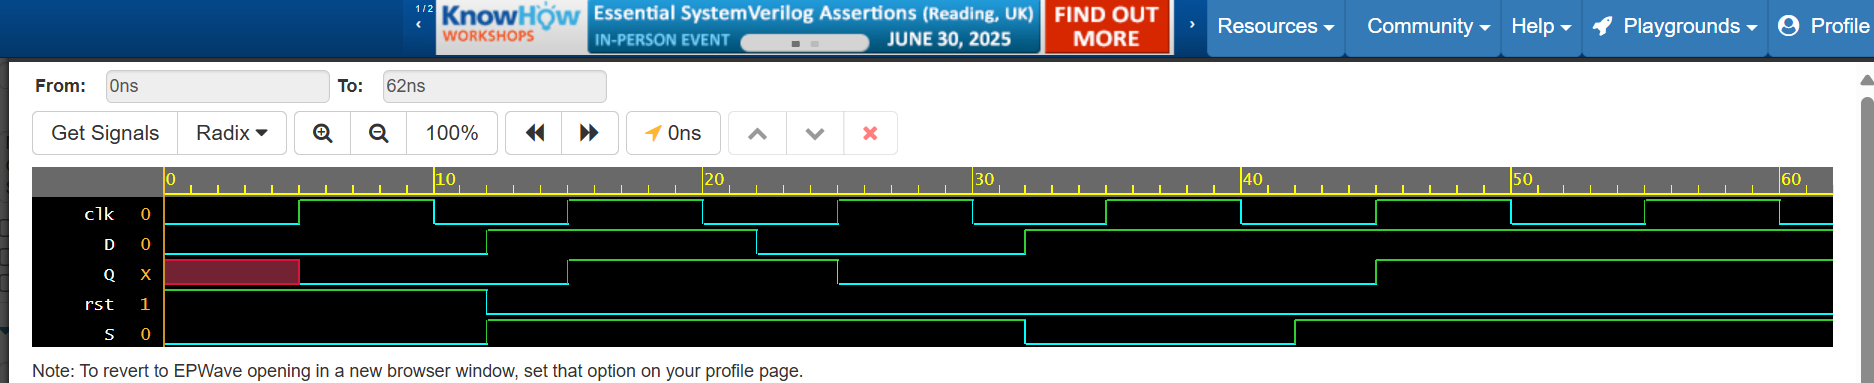 1 / 2
KnowHow
WORKSHOPS
Essential SystemVerilog Assertions (Reading, UK)
IN-PERSON EVENT
JUNE 30, 2025
FIND OUT
MORE
Resources
Community
Help
Playgrounds
Profile
From: 0ns To: 62ns
Get Signals Radix 100% 0ns
0 10 20 30 40 50 60
clk 0
D 0
Q X
rst 1
S 0
Note: To revert to EPWave opening in a new browser window, set that option on your profile page.